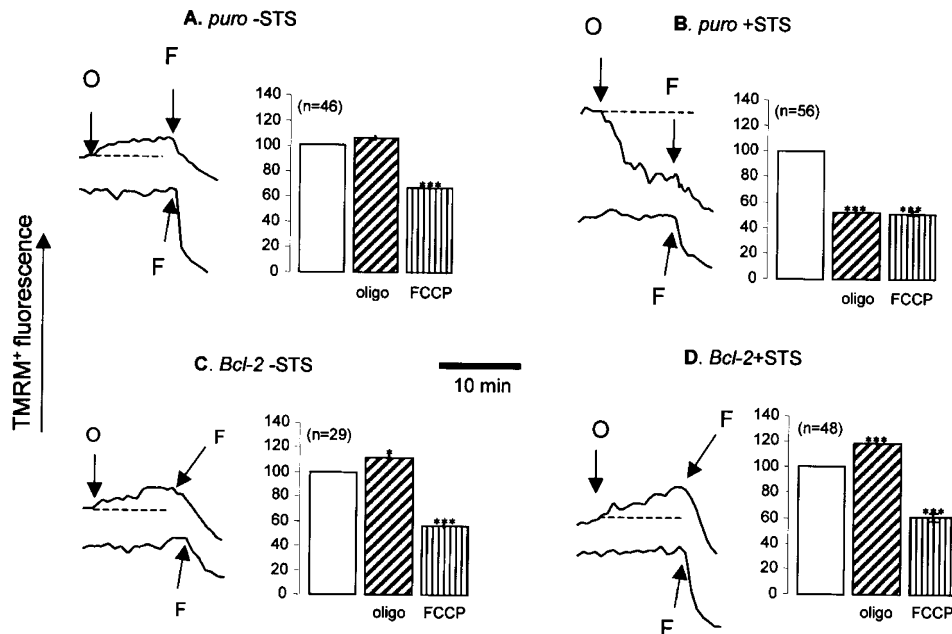 A. puro -STS
O
F
F
(n=46)
140
120
100
80
60
40
20
0
***
oligo
FCCP
B. puro +STS
O
F
F
(n=56)
140
120
100
80
60
40
20
0
***
***
oligo
FCCP
TMRM+ fluorescence
10 min
C. Bcl-2 -STS
O
F
F
(n=29)
140
120
100
80
60
40
20
0
*
***
oligo
FCCP
D. Bcl-2+STS
O
F
F
(n=48)
140
120
100
80
60
40
20
0
***
***
oligo
FCCP